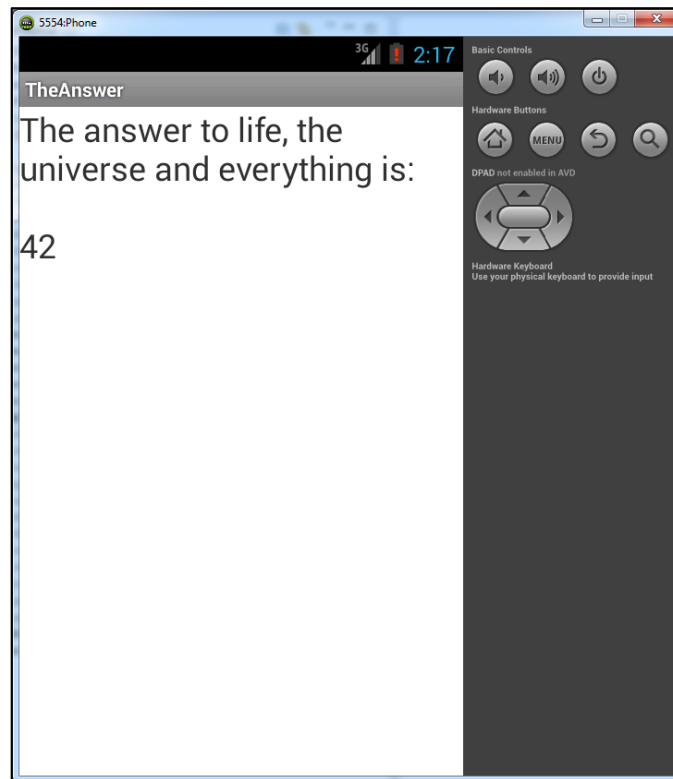 5554:Phone
3G
2:17
TheAnswer
The answer to life, the
universe and everything is:
42
Basic Controls
Hardware Buttons
MENU
DPAD not enabled in AVD
Hardware Keyboard
Use your physical keyboard to provide input